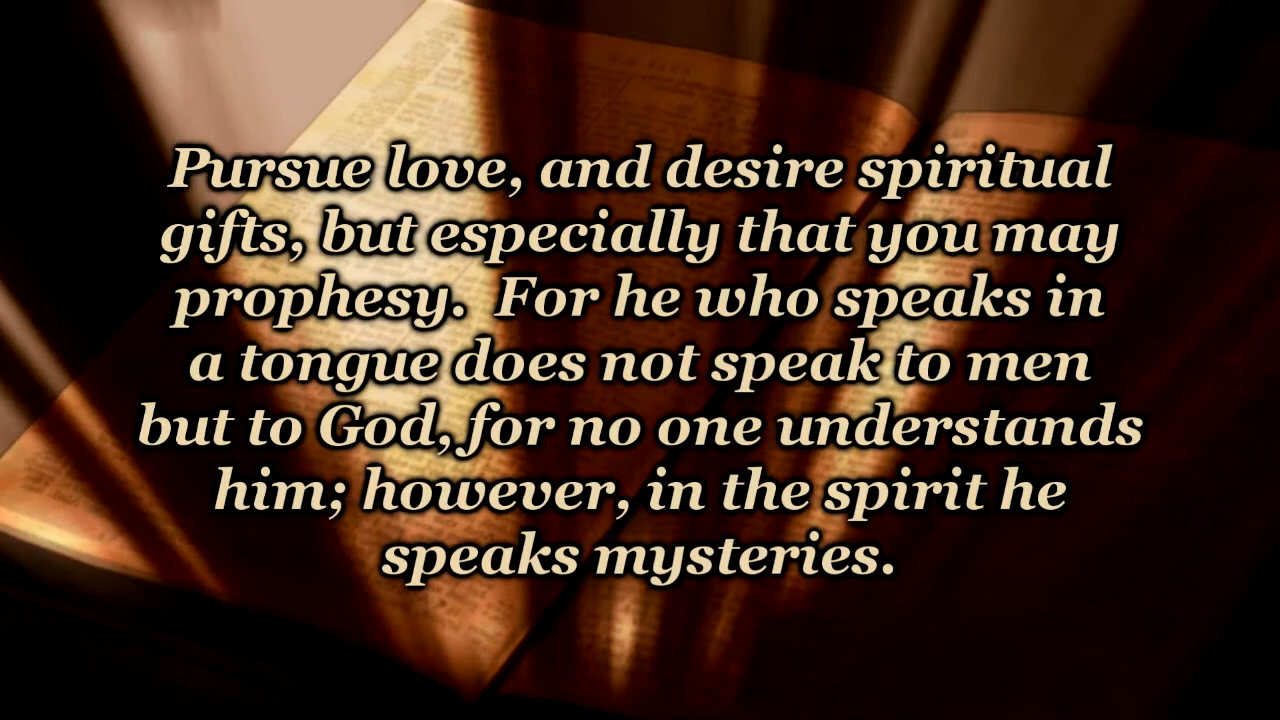 Pursue love, and desire spiritual
gifts, but especially that you may
prophesy.  For he who speaks in
a tongue does not speak to men
but to God, for no one understands
him; however, in the spirit he
speaks mysteries.